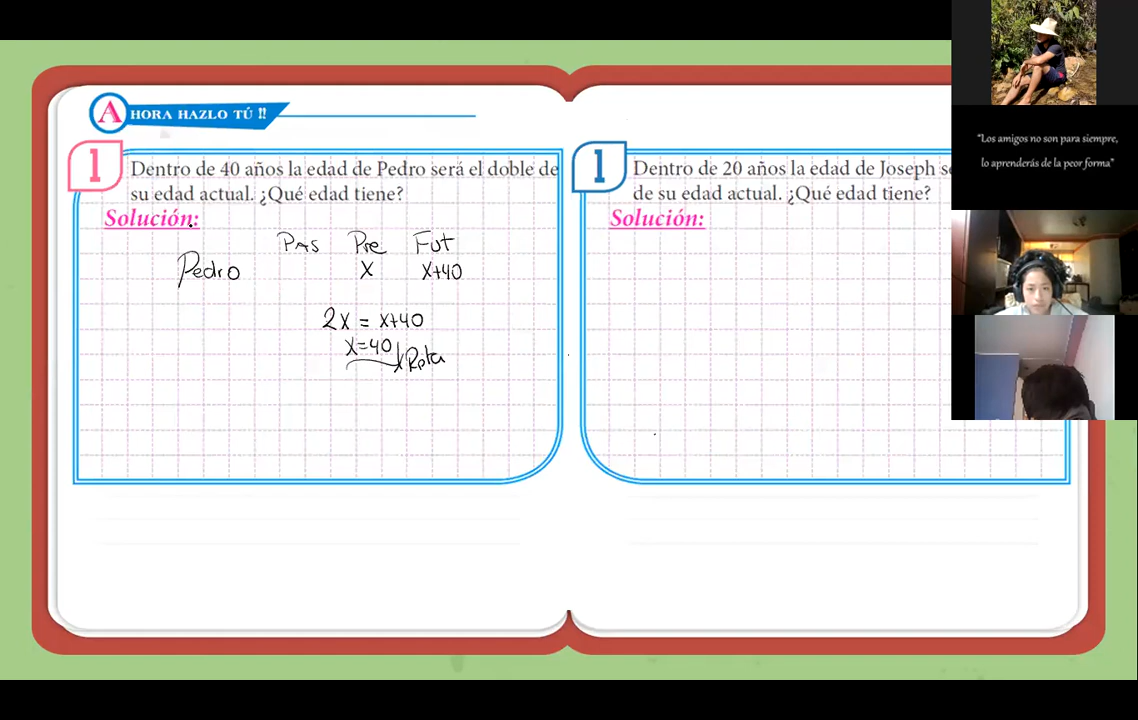 AHORA HAZLO TÚ !!
1
Dentro de 40 años la edad de Pedro será el doble de
su edad actual. ¿Qué edad tiene?
Solución:
PAS Pre Fut
Pedro X X+40
2X = X+40
X=40 Rpta
1
Dentro de 20 años la edad de Joseph se
de su edad actual. ¿Qué edad tiene?
Solución:
"Los amigos no son para siempre,
lo aprenderás de la peor forma"